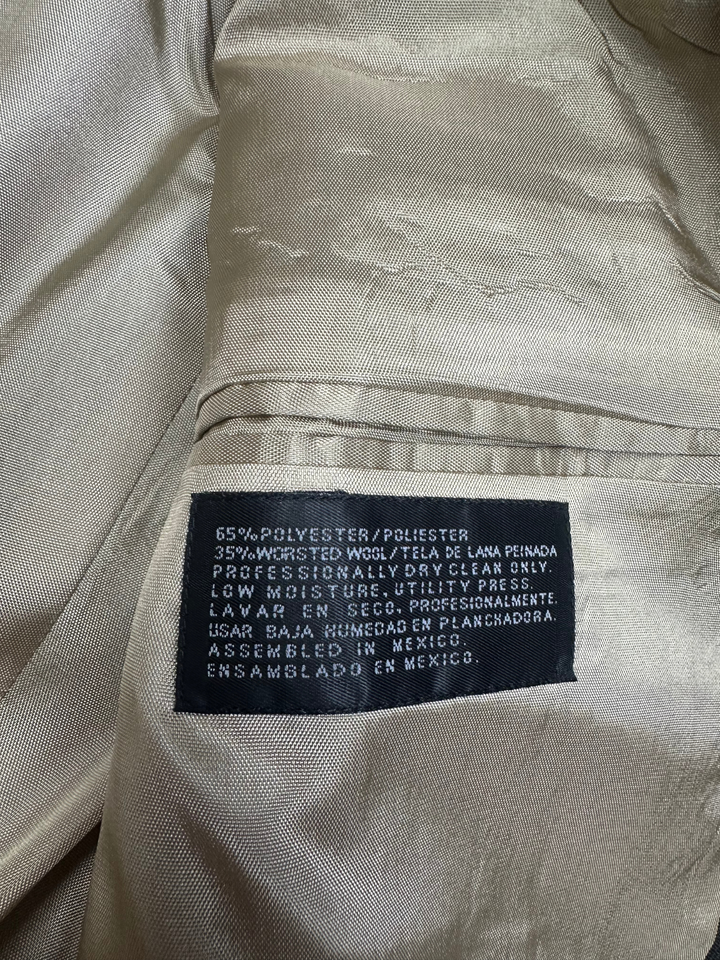 65% POLYESTER/POLIESTER
35% WORSTED WOOL/TELA DE LANA PEINADA
PROFESSIONALLY DRY CLEAN ONLY.
LOW MOISTURE, UTILITY PRESS.
LAVAR EN SECO, PROFESIONALMENTE.
USAR BAJA HUMEDAD EN PLANCHADORA.
ASSEMBLED IN MEXICO.
ENSAMBLADO EN MEXICO.